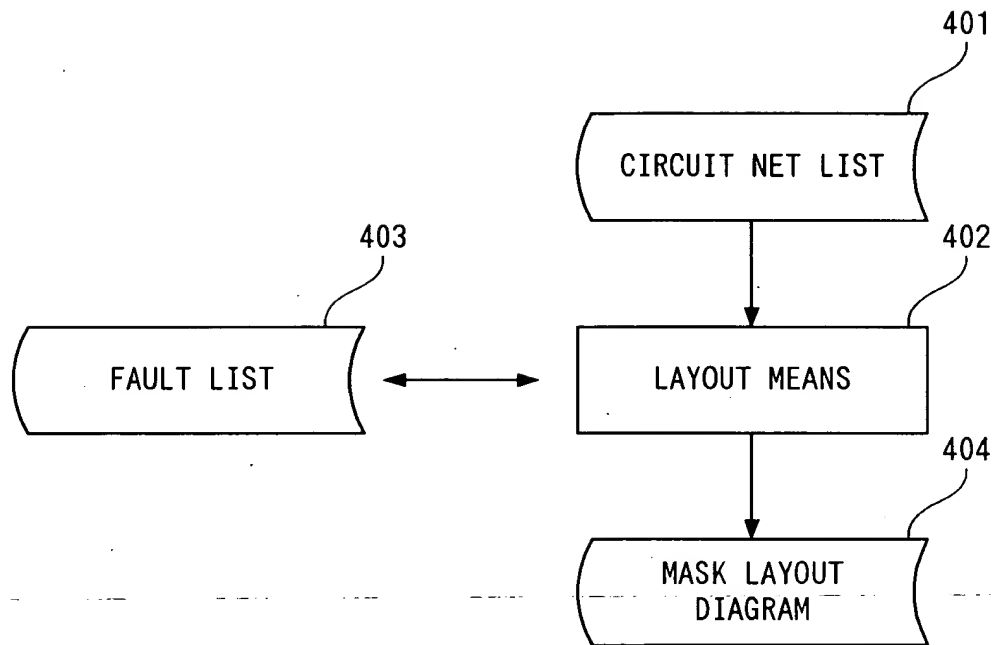 401
CIRCUIT NET LIST
403
402
FAULT LIST
LAYOUT MEANS
404
MASK LAYOUT
DIAGRAM